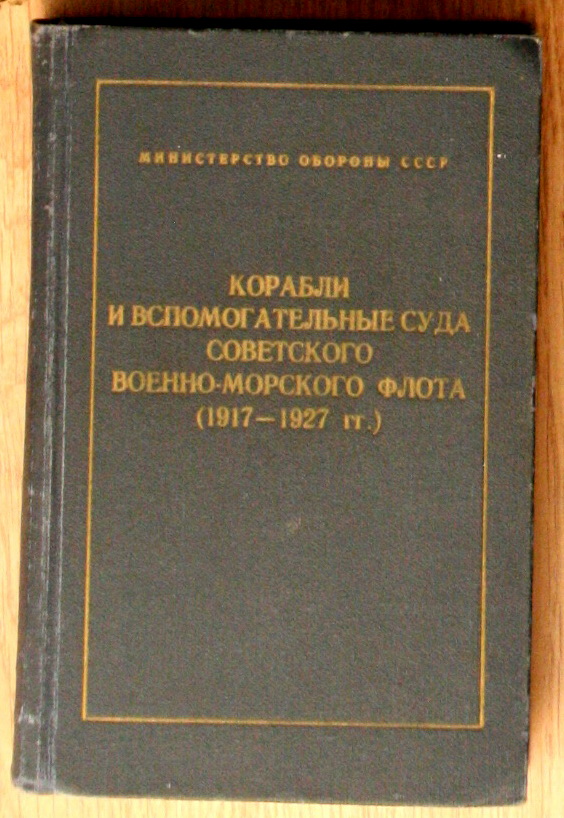 МИНИСТЕРСТВО ОБОРОНЫ СССР
КОРАБЛИ
И ВСПОМОГАТЕЛЬНЫЕ СУДА
СОВЕТСКОГО
ВОЕННО-МОРСКОГО ФЛОТА
(1917—1927 гг.)